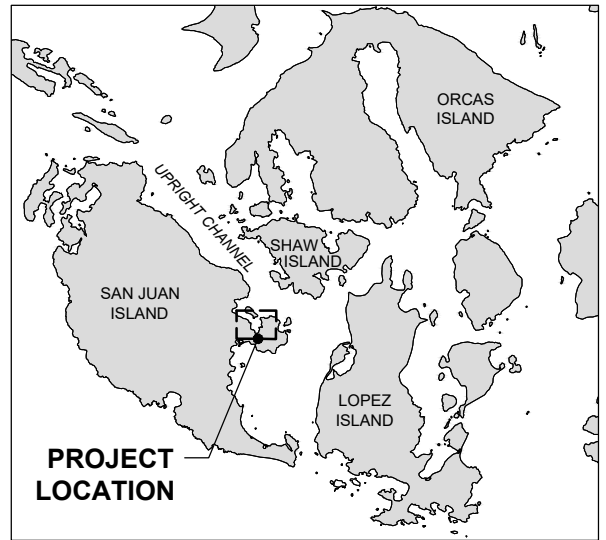 ORCAS
ISLAND
UPRIGHT CHANNEL
SHAW
ISLAND
SAN JUAN
ISLAND
LOPEZ
ISLAND
PROJECT
LOCATION